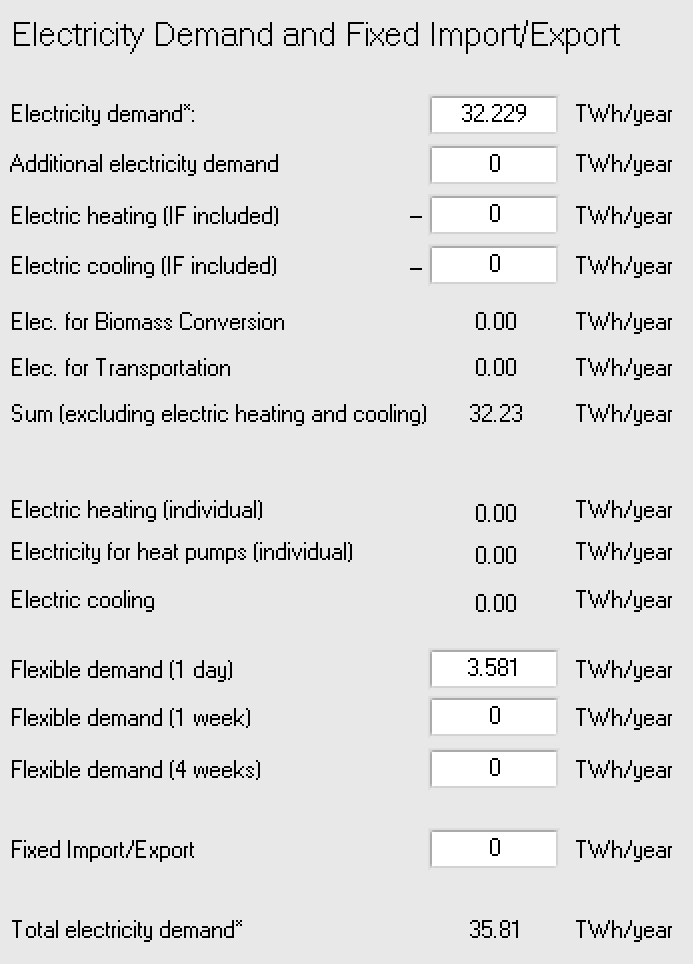 Electricity Demand and Fixed Import/Export
Electricity demand*: 32.229 TWh/year
Additional electricity demand 0 TWh/year
Electric heating (IF included) – 0 TWh/year
Electric cooling (IF included) – 0 TWh/year
Elec. for Biomass Conversion 0.00 TWh/year
Elec. for Transportation 0.00 TWh/year
Sum (excluding electric heating and cooling) 32.23 TWh/year
Electric heating (individual) 0.00 TWh/year
Electricity for heat pumps (individual) 0.00 TWh/year
Electric cooling 0.00 TWh/year
Flexible demand (1 day) 3.581 TWh/year
Flexible demand (1 week) 0 TWh/year
Flexible demand (4 weeks) 0 TWh/year
Fixed Import/Export 0 TWh/year
Total electricity demand* 35.81 TWh/year